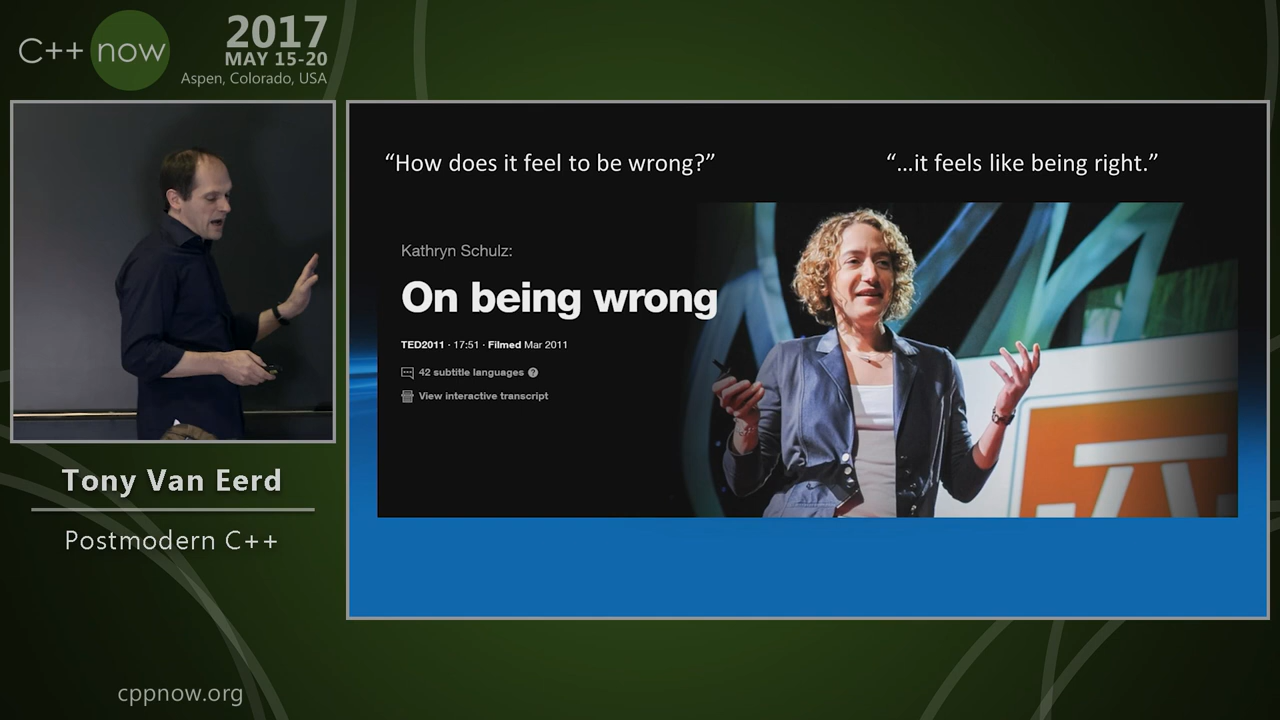 C++ now
2017
MAY 15-20
Aspen, Colorado, USA
“How does it feel to be wrong?”
“...it feels like being right.”
Kathryn Schulz:
On being wrong
TED2011 · 17:51 · Filmed Mar 2011
42 subtitle languages ?
View interactive transcript
Tony Van Eerd
Postmodern C++
cppnow.org